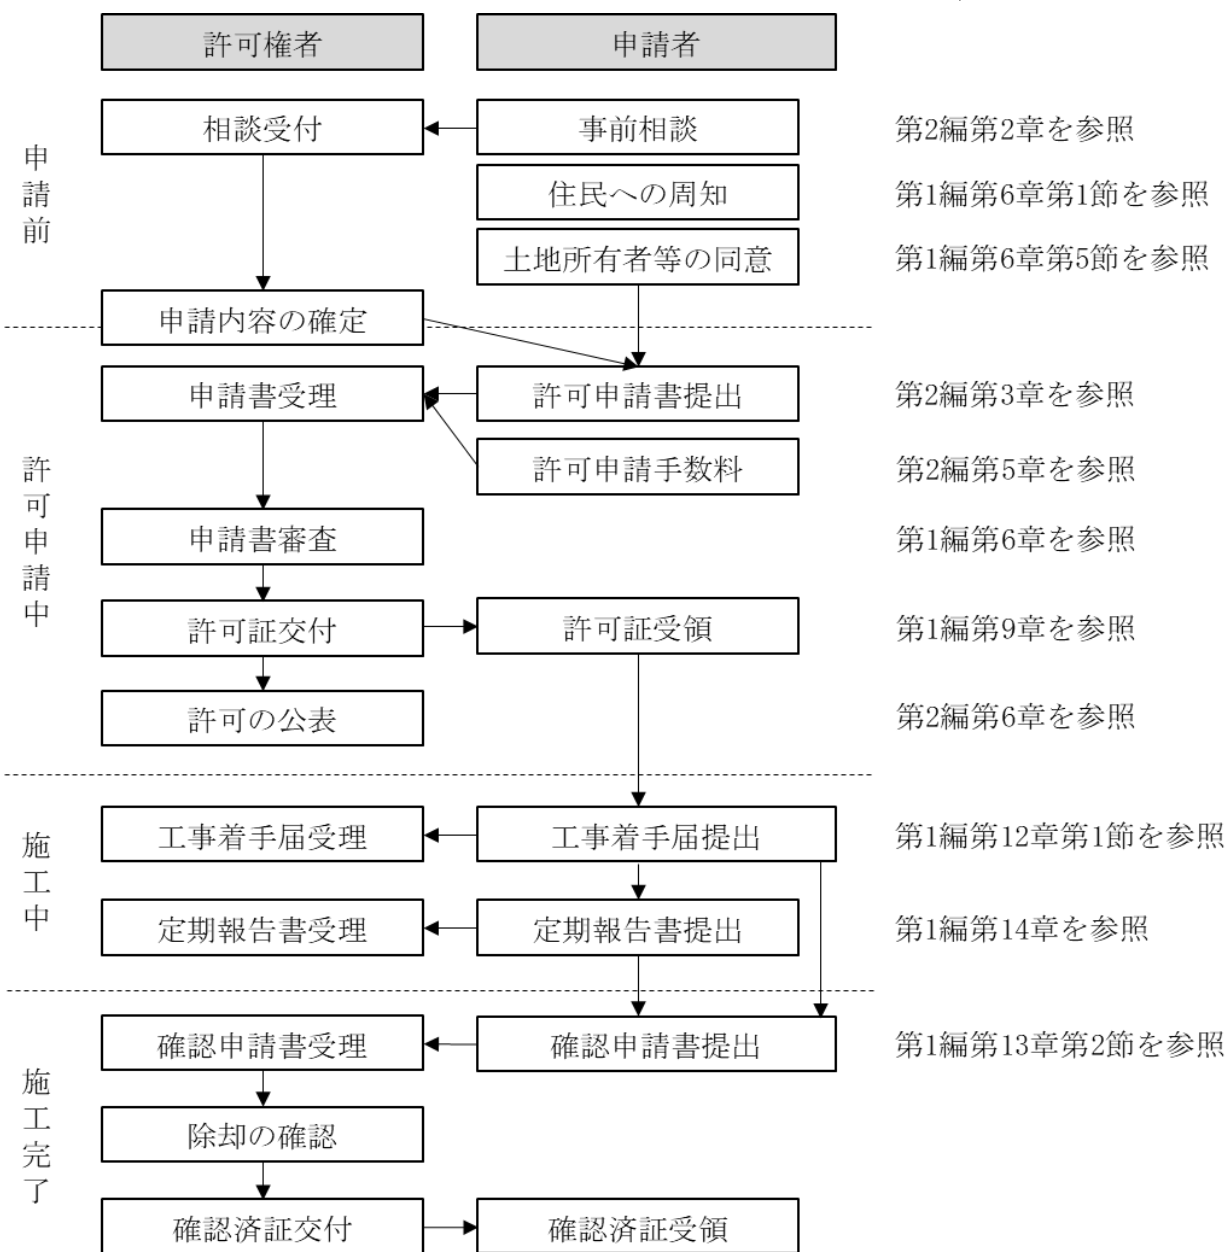 許可権者 申請者
相談受付 事前相談 第2編第2章を参照
申請前
住民への周知 第1編第6章第1節を参照
土地所有者等の同意 第1編第6章第5節を参照
申請内容の確定
申請書受理 許可申請書提出 第2編第3章を参照
許可申請中
許可申請手数料 第2編第5章を参照
申請書審査 第1編第6章を参照
許可証交付 許可証受領 第1編第9章を参照
許可の公表 第2編第6章を参照
施工中
工事着手届受理 工事着手届提出 第1編第12章第1節を参照
定期報告書受理 定期報告書提出 第1編第14章を参照
確認申請書受理 確認申請書提出 第1編第13章第2節を参照
施工完了
除却の確認
確認済証交付 確認済証受領